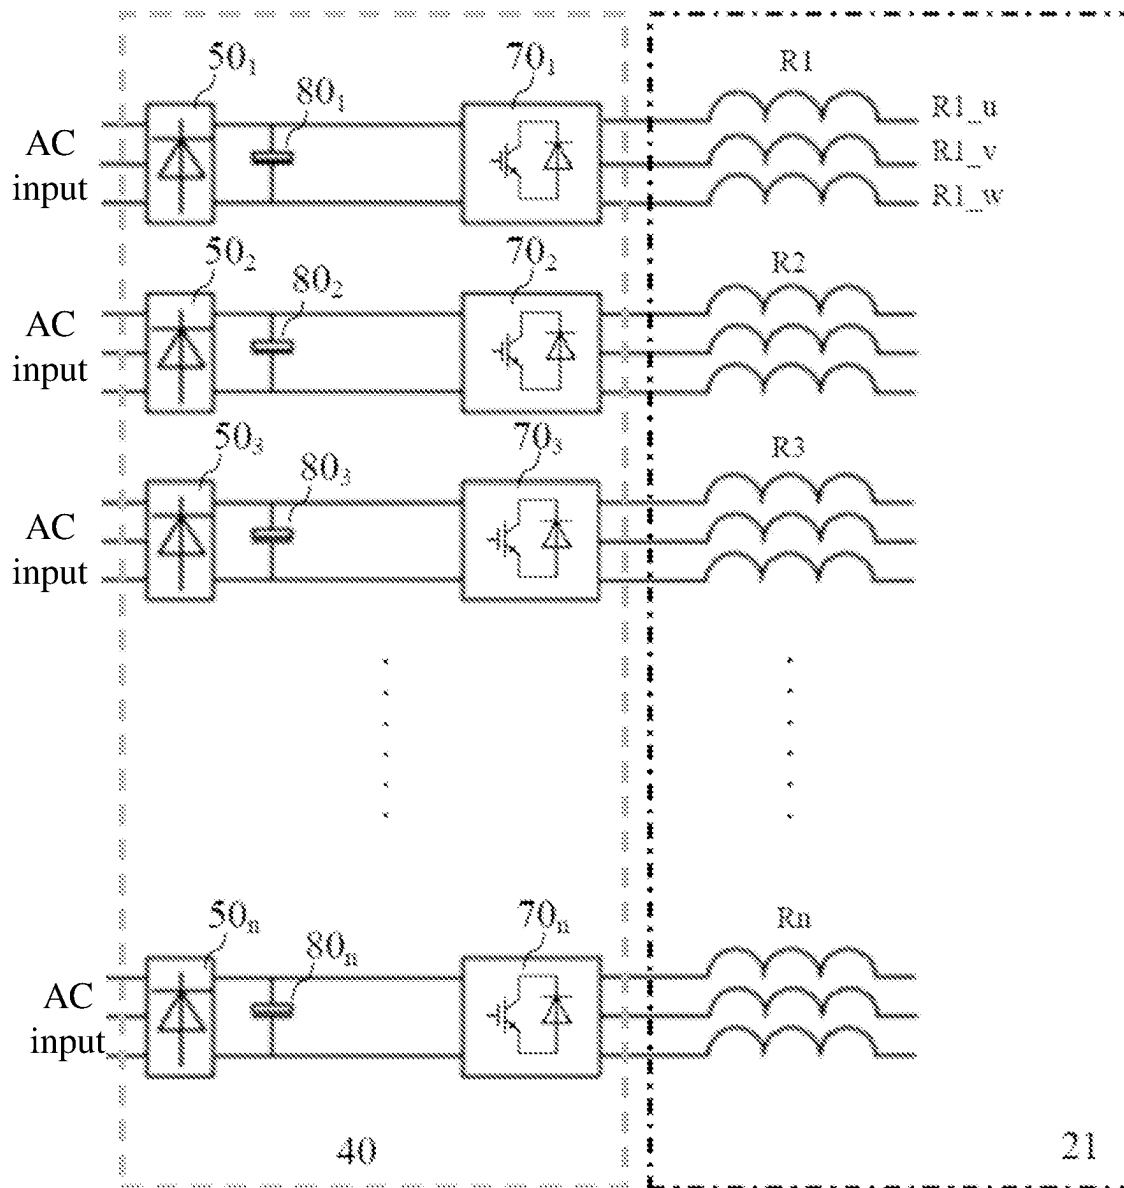 50₁
80₁
70₁
R1
AC
input
R1_u
R1_v
R1_w
50₂
80₂
70₂
R2
AC
input
50₃
80₃
70₃
R3
AC
input
50ₙ
80ₙ
70ₙ
Rn
AC
input
40
21